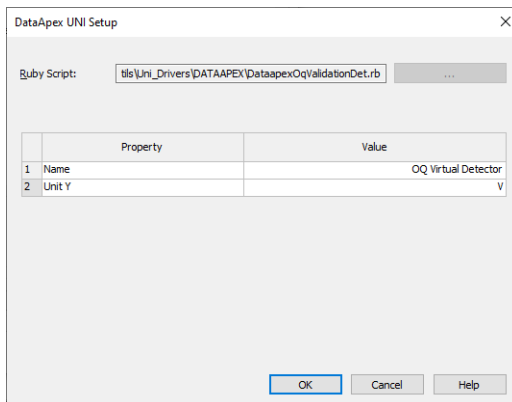 DataApex UNI Setup
Ruby Script: tils\Uni_Drivers\DATAAPEX\DataapexOqValidationDet.rb ...
Property Value
1 Name OQ Virtual Detector
2 Unit Y V
OK Cancel Help